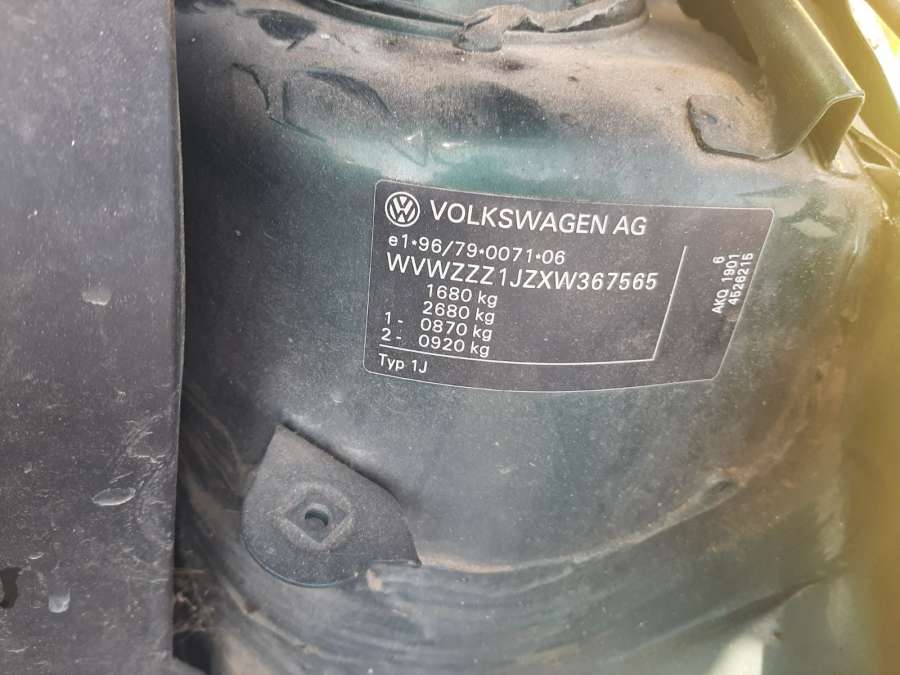 VOLKSWAGEN AG
e1*96/79*0071*06
WVWZZZ1JZXW367565
1680 kg
2680 kg
1 - 0870 kg
2 - 0920 kg
Typ 1J
6
AKQ 1901
4526215